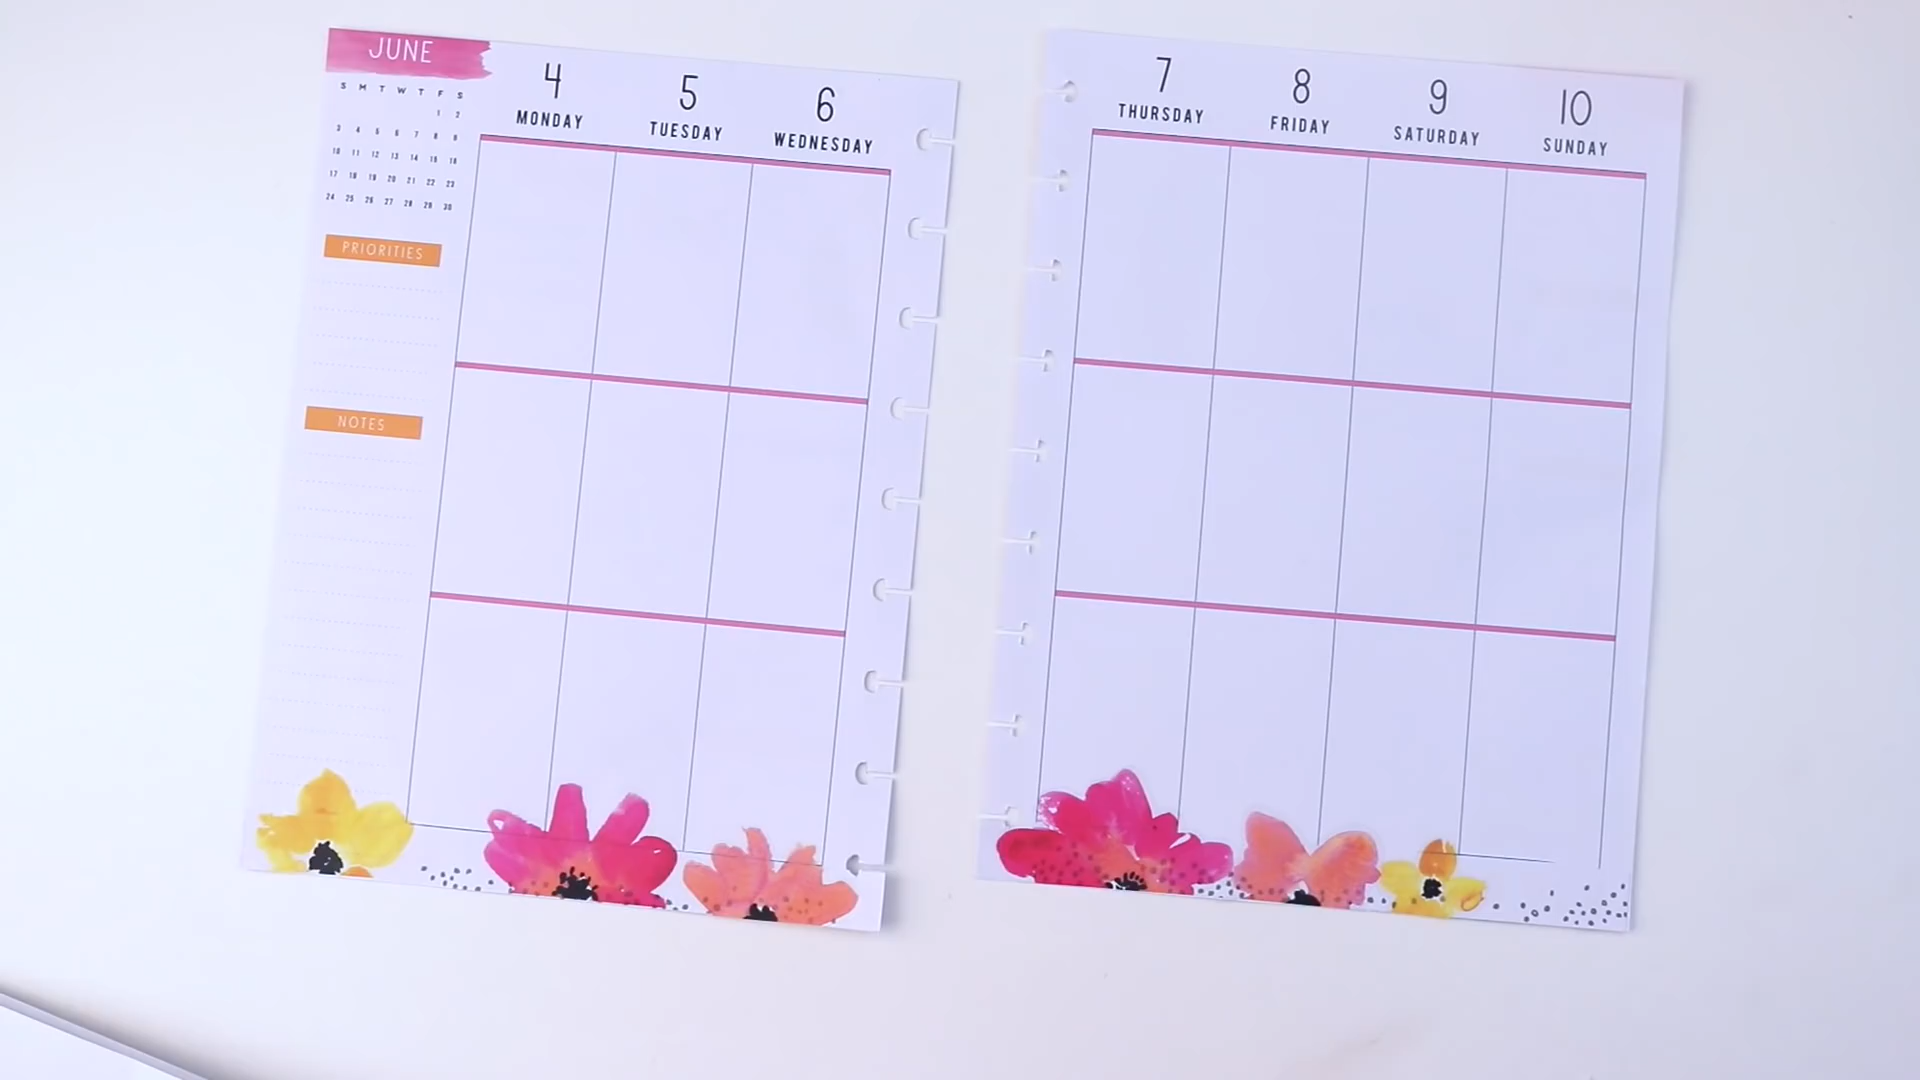 JUNE
S M T W T F S
1 2
3 4 5 6 7 8 9
10 11 12 13 14 15 16
17 18 19 20 21 22 23
24 25 26 27 28 29 30
PRIORITIES
NOTES
4 5 6
MONDAY TUESDAY WEDNESDAY
7 8 9 10
THURSDAY FRIDAY SATURDAY SUNDAY